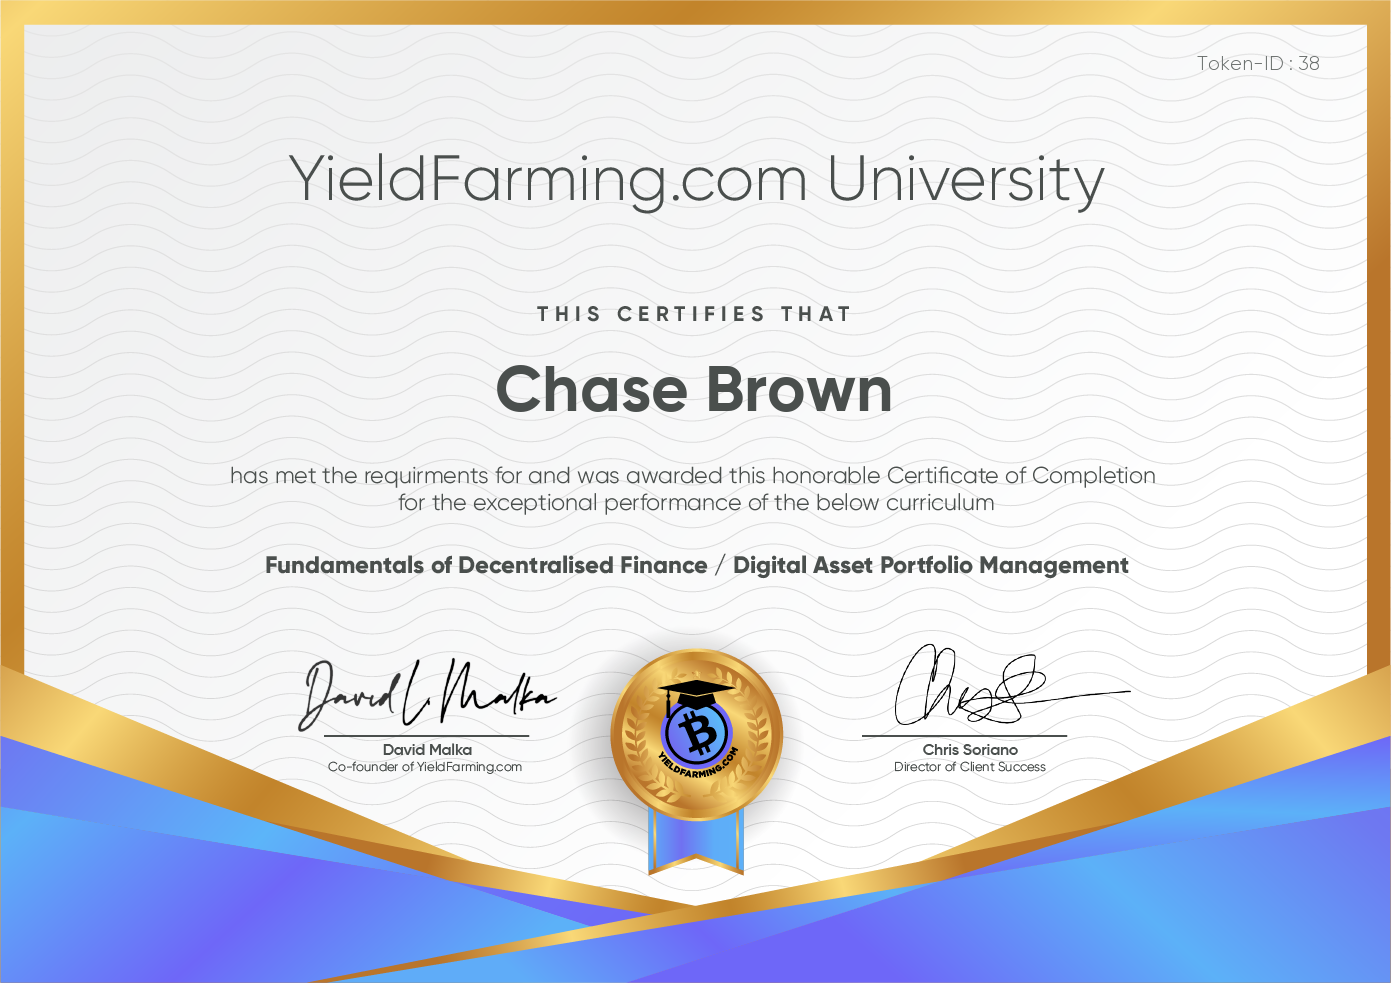 Token-ID : 38
YieldFarming.com University
THIS CERTIFIES THAT
Chase Brown
has met the requirments for and was awarded this honorable Certificate of Completion
for the exceptional performance of the below curriculum
Fundamentals of Decentralised Finance / Digital Asset Portfolio Management
David L. Malka
David Malka
Co-founder of YieldFarming.com
YIELDFARMING.COM
Chris Soriano
Director of Client Success